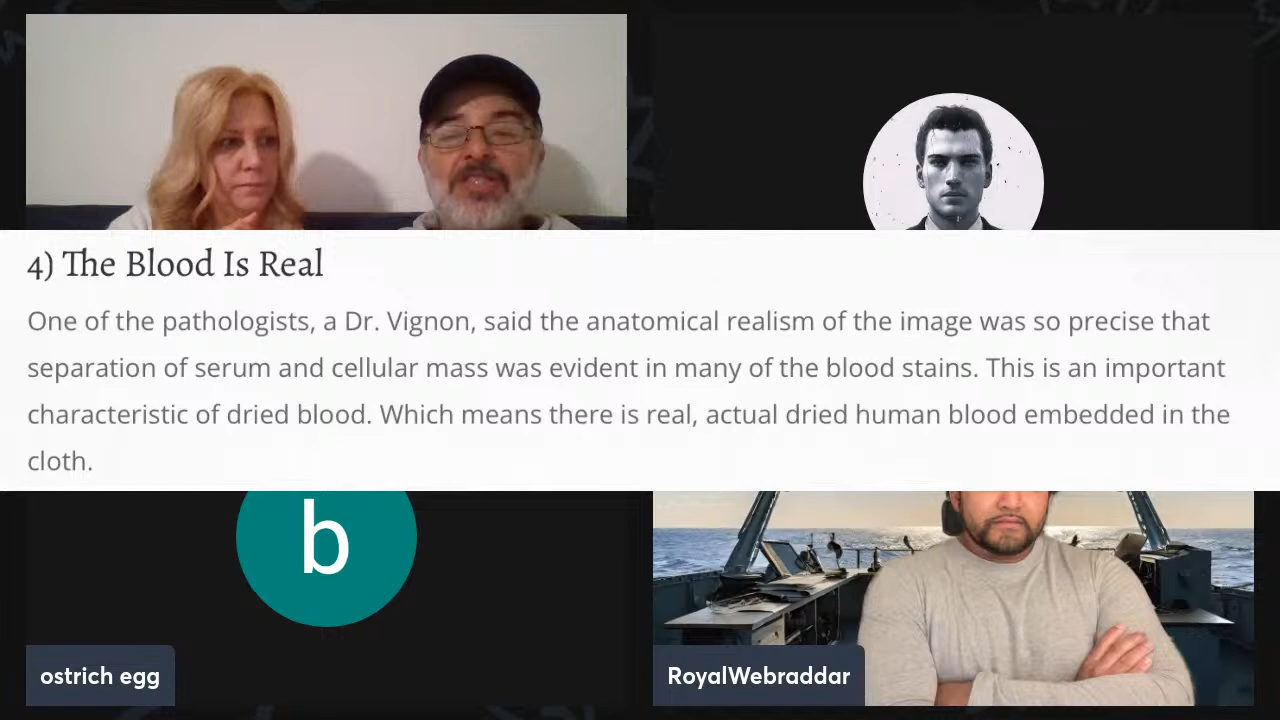 4) The Blood Is Real
One of the pathologists, a Dr. Vignon, said the anatomical realism of the image was so precise that
separation of serum and cellular mass was evident in many of the blood stains. This is an important
characteristic of dried blood. Which means there is real, actual dried human blood embedded in the
cloth.
b
ostrich egg
RoyalWebraddar